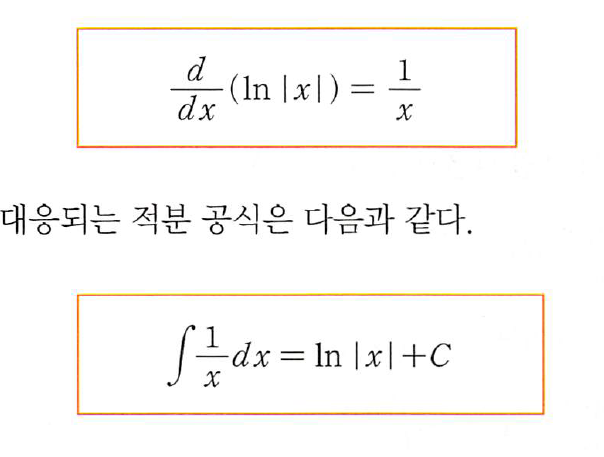 d/dx (ln |x|) = 1/x
대응되는 적분 공식은 다음과 같다.
∫ 1/x dx = ln |x| + C